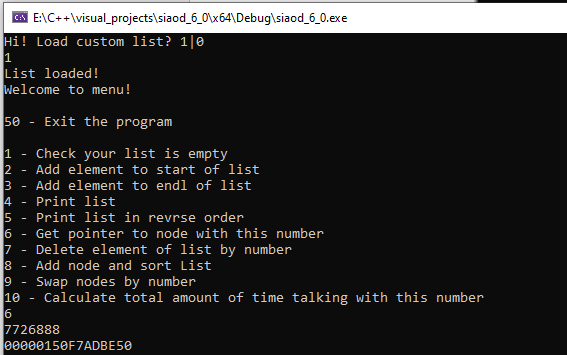 E:\C++\visual_projects\siaod_6_0\x64\Debug\siaod_6_0.exe
Hi! Load custom list? 1|0
1
List loaded!
Welcome to menu!
50 - Exit the program
1 - Check your list is empty
2 - Add element to start of list
3 - Add element to endl of list
4 - Print list
5 - Print list in revrse order
6 - Get pointer to node with this number
7 - Delete element of list by number
8 - Add node and sort List
9 - Swap nodes by number
10 - Calculate total amount of time talking with this number
6
7726888
00000150F7ADBE50